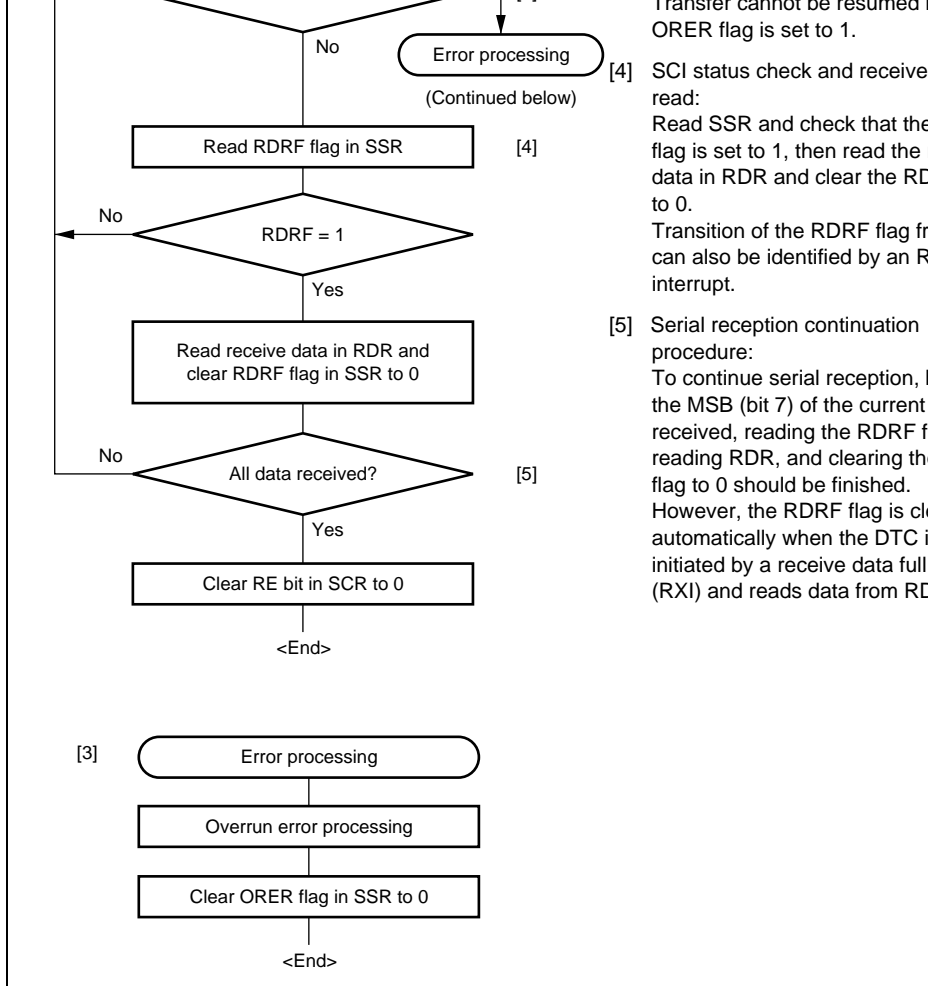 No
Error processing
(Continued below)
Read RDRF flag in SSR
[4]
No
RDRF = 1
Yes
Read receive data in RDR and
clear RDRF flag in SSR to 0
No
All data received?
[5]
Yes
Clear RE bit in SCR to 0
<End>
[3]
Error processing
Overrun error processing
Clear ORER flag in SSR to 0
<End>
Transfer cannot be resumed
ORER flag is set to 1.
[4] SCI status check and receive
read:
Read SSR and check that the
flag is set to 1, then read the
data in RDR and clear the
to 0.
Transition of the RDRF flag
can also be identified by an
interrupt.
[5] Serial reception continuation
procedure:
To continue serial reception,
the MSB (bit 7) of the current
received, reading the RDRF
reading RDR, and clearing the
flag to 0 should be finished.
However, the RDRF flag is
automatically when the DTC
initiated by a receive data full
(RXI) and reads data from